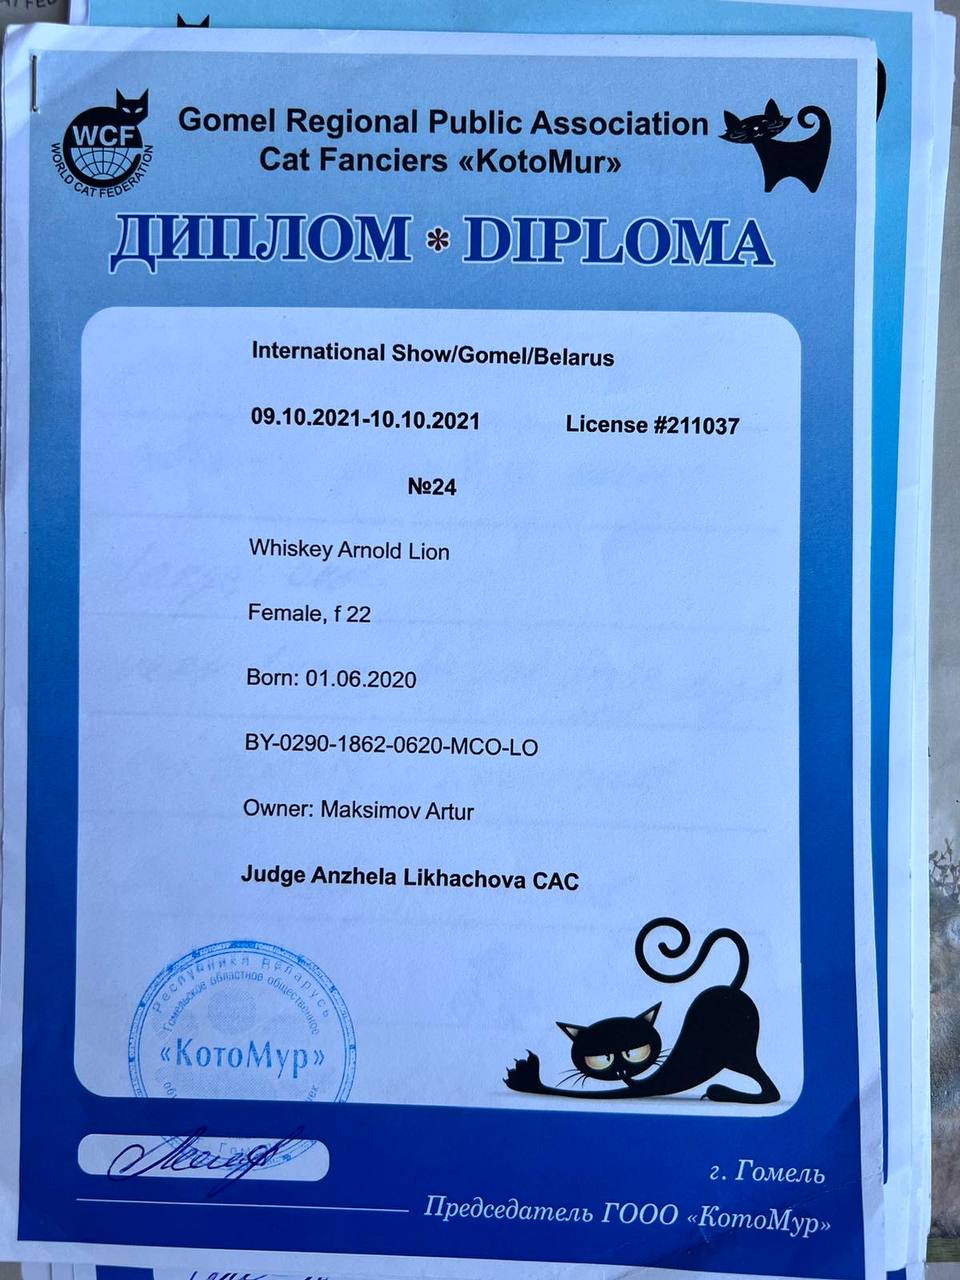 WCF
WORLD CAT FEDERATION
Gomel Regional Public Association
Cat Fanciers «KotoMur»
ДИПЛОМ * DIPLOMA
International Show/Gomel/Belarus
09.10.2021-10.10.2021 License #211037
№24
Whiskey Arnold Lion
Female, f 22
Born: 01.06.2020
BY-0290-1862-0620-MCO-LO
Owner: Maksimov Artur
Judge Anzhela Likhachova CAC
Республика Беларусь
Гомельское областное общественное
«КотоМур»
г. Гомель
Председатель ГООО «КотоМур»